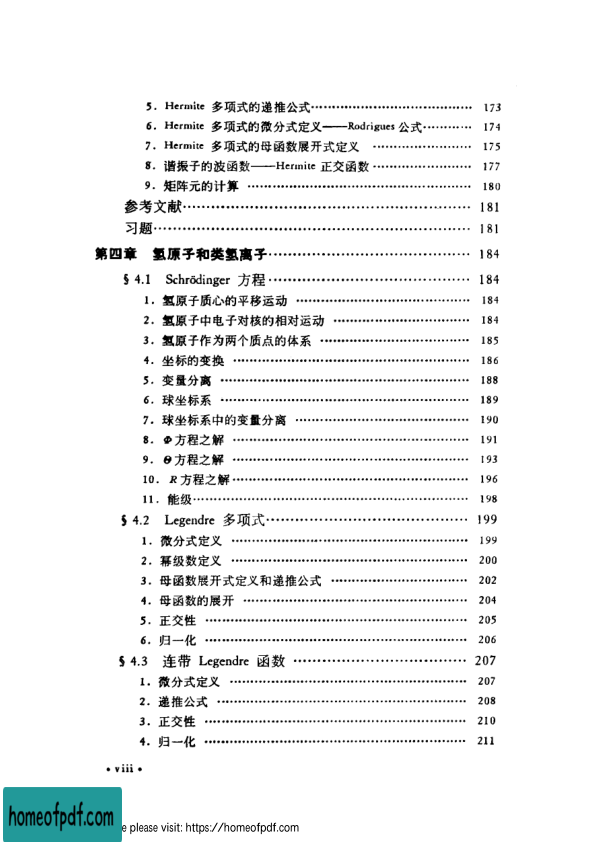 5. Hermite 多项式的递推公式…………………………………… 173
6. Hermite 多项式的微分式定义——Rodrigues 公式………… 174
7. Hermite 多项式的母函数展开式定义 …………………… 175
8. 谐振子的波函数——Hermite 正交函数…………………… 177
9. 矩阵元的计算 ………………………………………………… 180
参考文献…………………………………………………… 181
习题………………………………………………………… 181
第四章 氢原子和类氢离子…………………………………… 184
§ 4.1 Schrödinger 方程…………………………………… 184
1. 氢原子质心的平移运动 …………………………………… 184
2. 氢原子中电子对核的相对运动 …………………………… 184
3. 氢原子作为两个质点的体系 ……………………………… 185
4. 坐标的变换 ………………………………………………… 186
5. 变量分离 …………………………………………………… 188
6. 球坐标系 …………………………………………………… 189
7. 球坐标系中的变量分离 …………………………………… 190
8. Φ方程之解 ………………………………………………… 191
9. Θ方程之解 ………………………………………………… 193
10. R方程之解………………………………………………… 196
11. 能级………………………………………………………… 198
§ 4.2 Legendre 多项式…………………………………… 199
1. 微分式定义 ………………………………………………… 199
2. 幂级数定义 ………………………………………………… 200
3. 母函数展开式定义和递推公式 …………………………… 202
4. 母函数的展开 ……………………………………………… 204
5. 正交性 ……………………………………………………… 205
6. 归一化 ……………………………………………………… 206
§ 4.3 连带 Legendre 函数 ……………………………… 207
1. 微分式定义 ………………………………………………… 207
2. 递推公式 …………………………………………………… 208
3. 正交性 ……………………………………………………… 210
4. 归一化 ……………………………………………………… 211
• viii •
homeofpdf.com
e please visit: https://homeofpdf.com